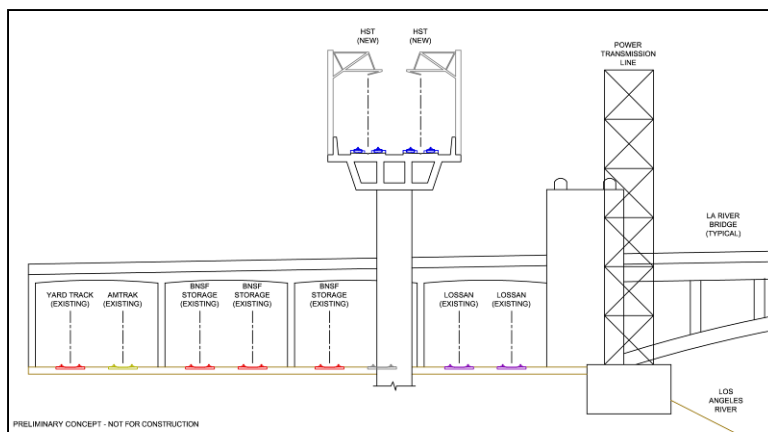 HST
(NEW)
HST
(NEW)
POWER
TRANSMISSION
LINE
LA RIVER
BRIDGE
(TYPICAL)
YARD TRACK
(EXISTING)
AMTRAK
(EXISTING)
BNSF
STORAGE
(EXISTING)
BNSF
STORAGE
(EXISTING)
BNSF
STORAGE
(EXISTING)
LOSSAN
(EXISTING)
LOSSAN
(EXISTING)
LOS
ANGELES
RIVER
PRELIMINARY CONCEPT - NOT FOR CONSTRUCTION